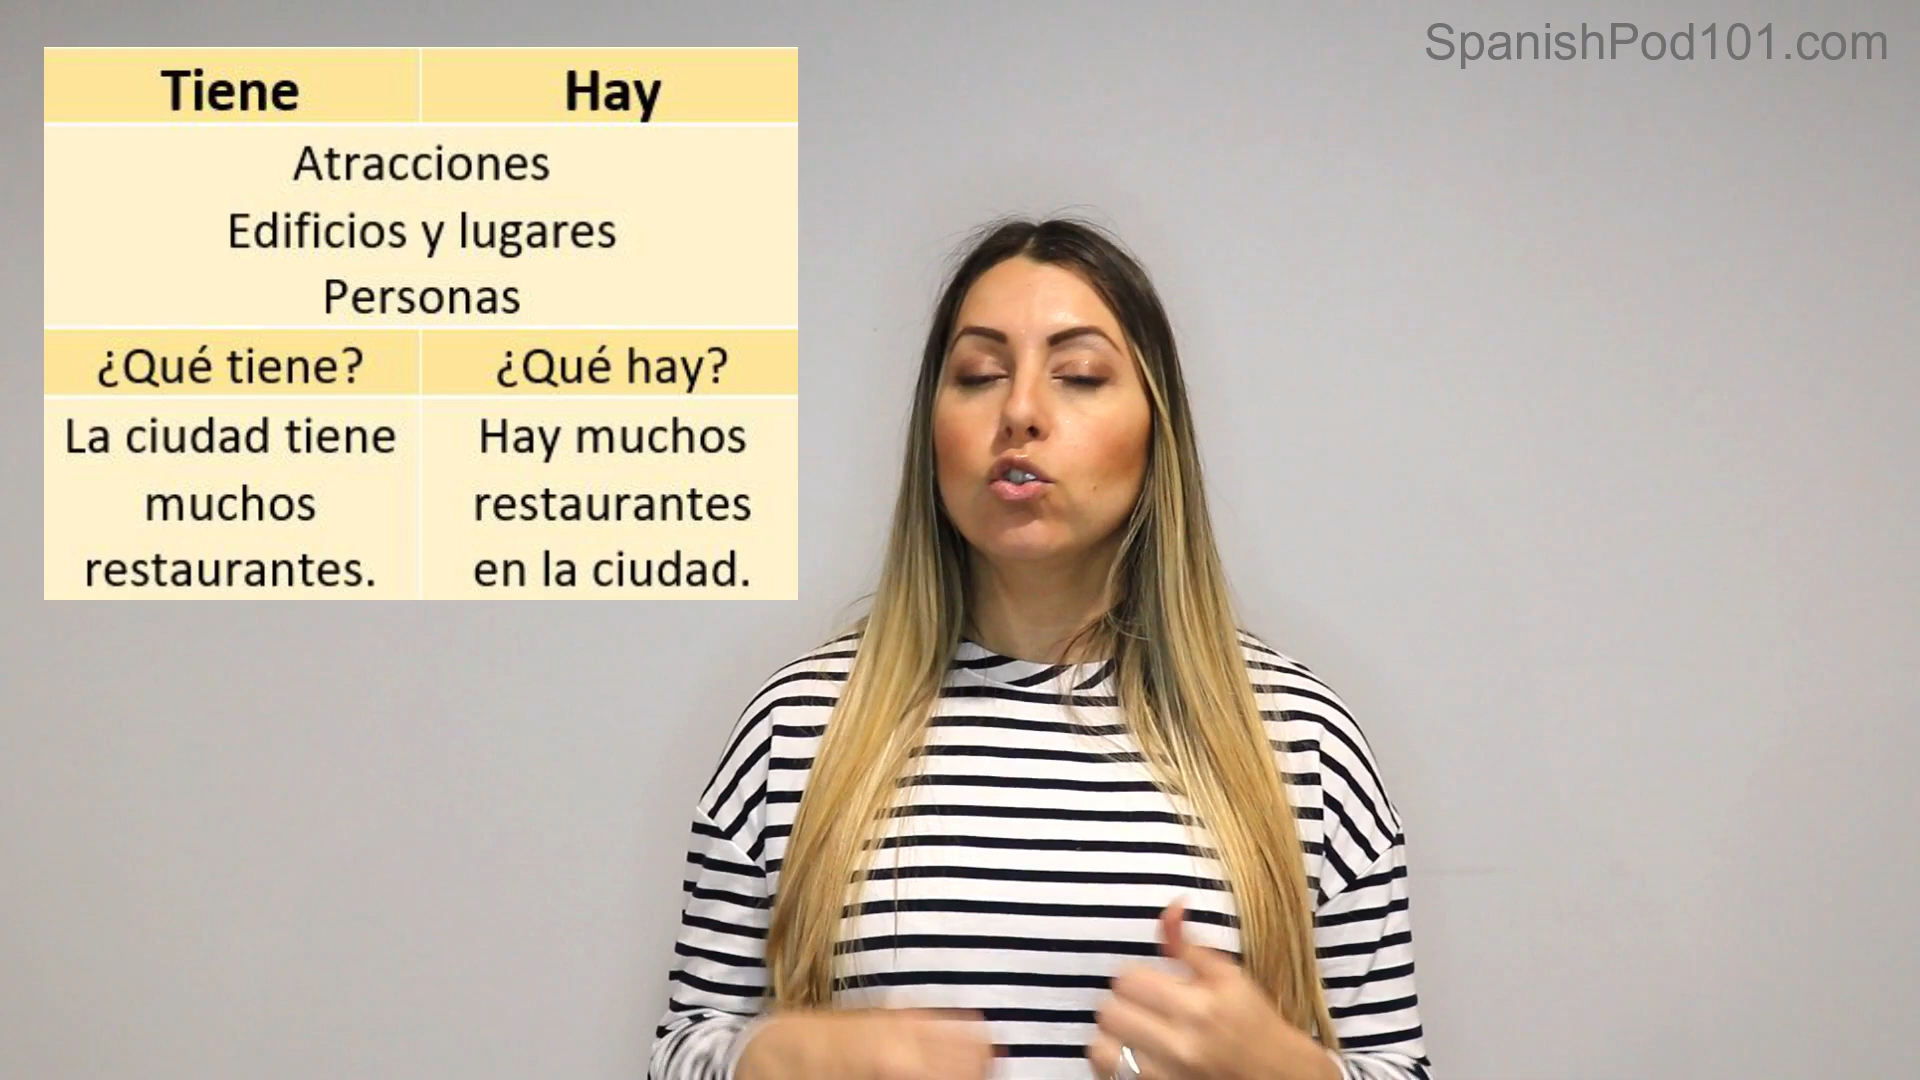 SpanishPod101.com
Tiene Hay
Atracciones
Edificios y lugares
Personas
¿Qué tiene? ¿Qué hay?
La ciudad tiene
muchos
restaurantes.
Hay muchos
restaurantes
en la ciudad.